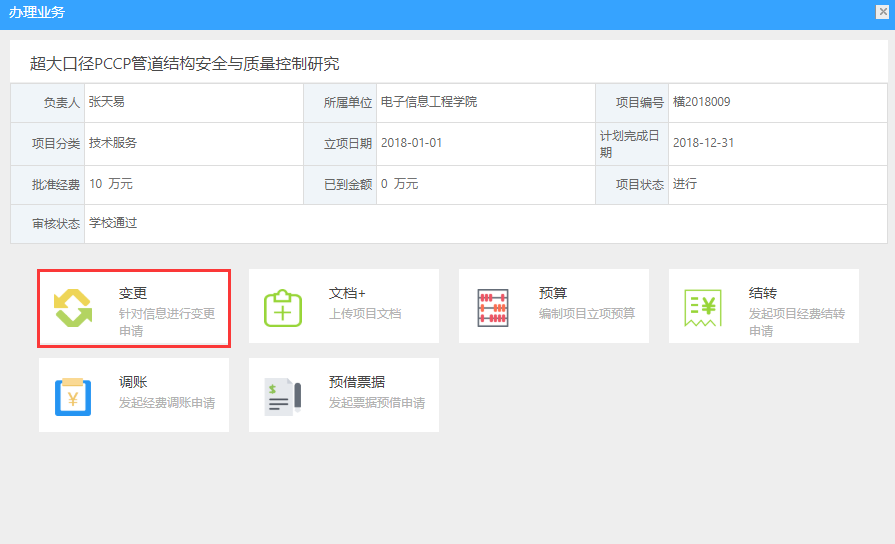 办理业务
超大口径PCCP管道结构安全与质量控制研究
负责人 张天易 所属单位 电子信息工程学院 项目编号 横2018009
项目分类 技术服务 立项日期 2018-01-01 计划完成日期 2018-12-31
批准经费 10 万元 已到金额 0 万元 项目状态 进行
审核状态 学校通过
变更
针对信息进行变更
申请
文档+
上传项目文档
预算
编制项目立项预算
结转
发起项目经费结转
申请
调账
发起经费调账申请
预借票据
发起票据预借申请